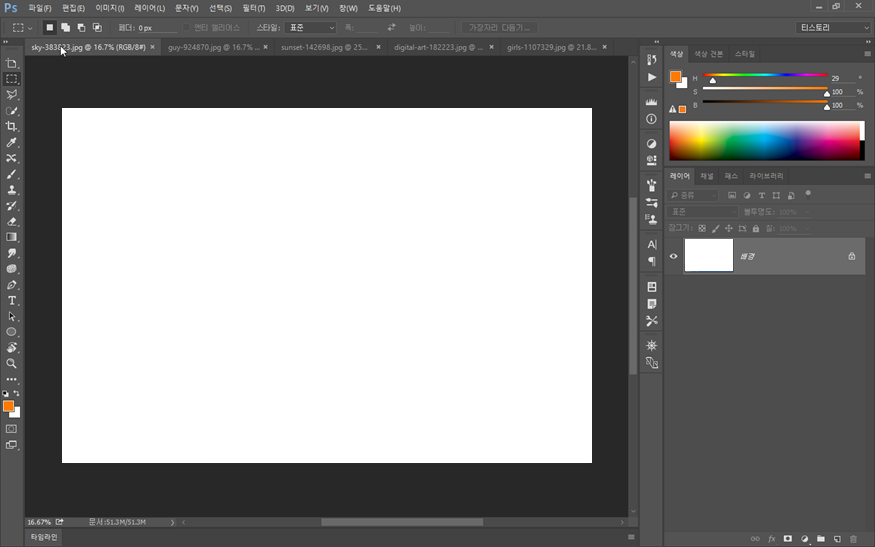 Ps 파일(F) 편집(E) 이미지(I) 레이어(L) 문자(Y) 선택(S) 필터(T) 3D(D) 보기(V) 창(W) 도움말(H)
페더: 0 px 앤티 앨리어스 스타일: 표준 폭: 높이: 가장자리 다듬기... 티스토리
sky-383823.jpg @ 16.7% (RGB/8#) × guy-924870.jpg @ 16.7% ... × sunset-142698.jpg @ 25... × digital-art-182223.jpg @ ... × girls-1107329.jpg @ 21.8... ×
색상 색상 견본 스타일
H 29 °
S 100 %
B 100 %
레이어 채널 패스 라이브러리
종류
표준 불투명도: 100%
잠그기: 칠: 100%
배경
16.67% 문서:51.3M/51.3M
타임라인